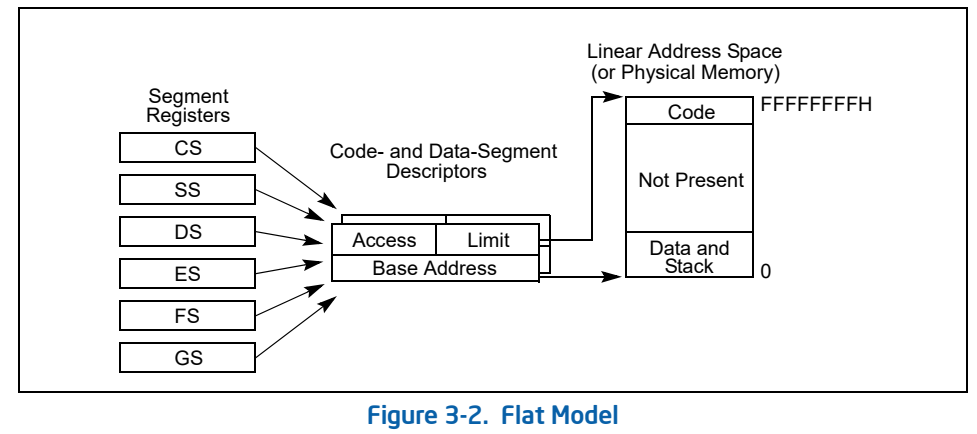 Segment
Registers
CS
SS
DS
ES
FS
GS
Code- and Data-Segment
Descriptors
Access
Limit
Base Address
Linear Address Space
(or Physical Memory)
Code
FFFFFFFFH
Not Present
Data and
Stack
0
Figure 3-2. Flat Model